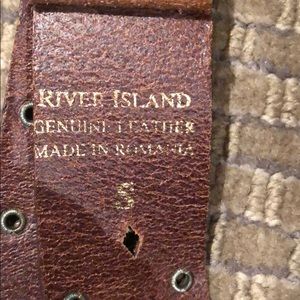 RIVER ISLAND
GENUINE LEATHER
MADE IN ROMANIA
S